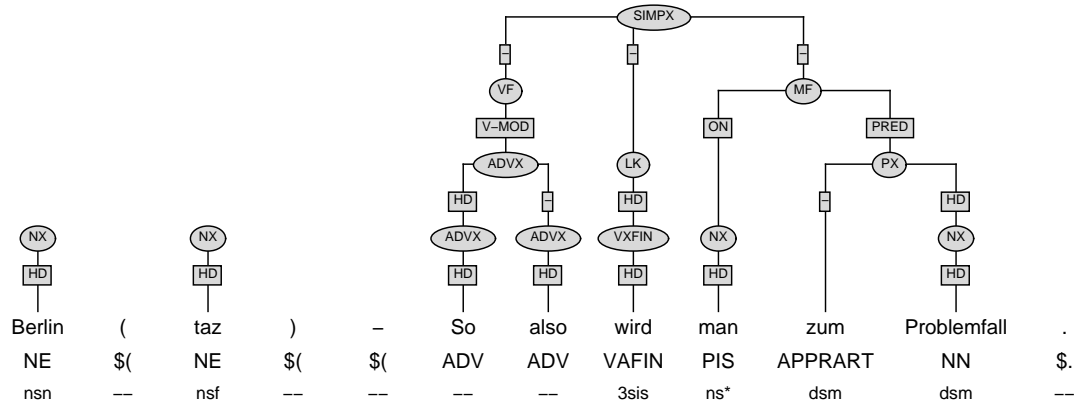 SIMPX
– – –
VF MF
V–MOD ON PRED
ADVX LK PX
HD – HD – HD
NX NX ADVX ADVX VXFIN NX NX
HD HD HD HD HD HD HD
Berlin ( taz ) – So also wird man zum Problemfall .
NE $( NE $( $( ADV ADV VAFIN PIS APPRART NN $.
nsn –– nsf –– –– –– –– 3sis ns* dsm dsm ––